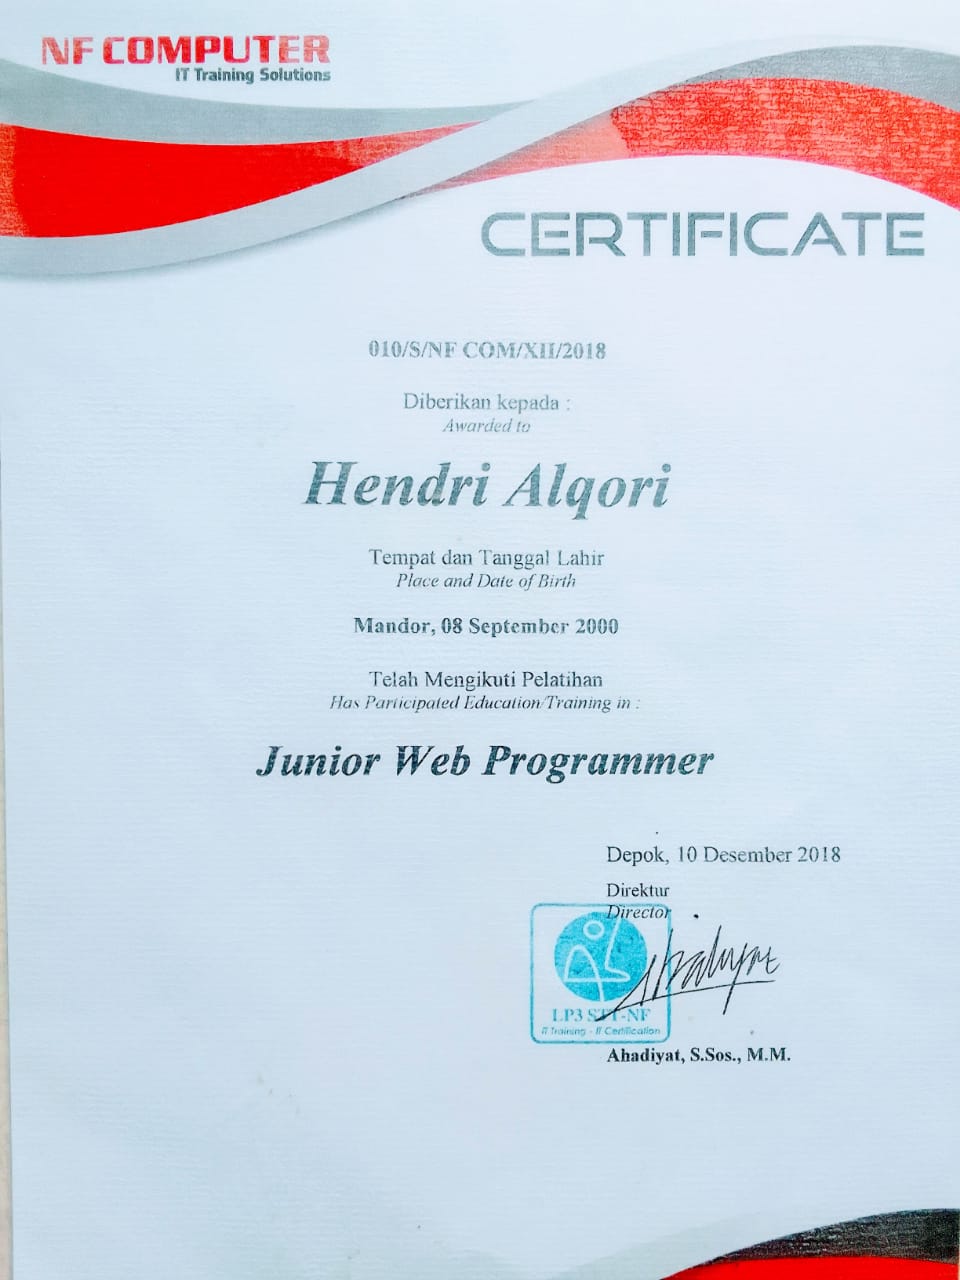 NF COMPUTER
IT Training Solutions
CERTIFICATE
010/S/NF COM/XII/2018
Diberikan kepada :
Awarded to
Hendri Alqori
Tempat dan Tanggal Lahir
Place and Date of Birth
Mandor, 08 September 2000
Telah Mengikuti Pelatihan
Has Participated Education/Training in :
Junior Web Programmer
Depok, 10 Desember 2018
Direktur
Director
LP3 STT-NF
IT Training - IT Certification
Ahadiyat, S.Sos., M.M.